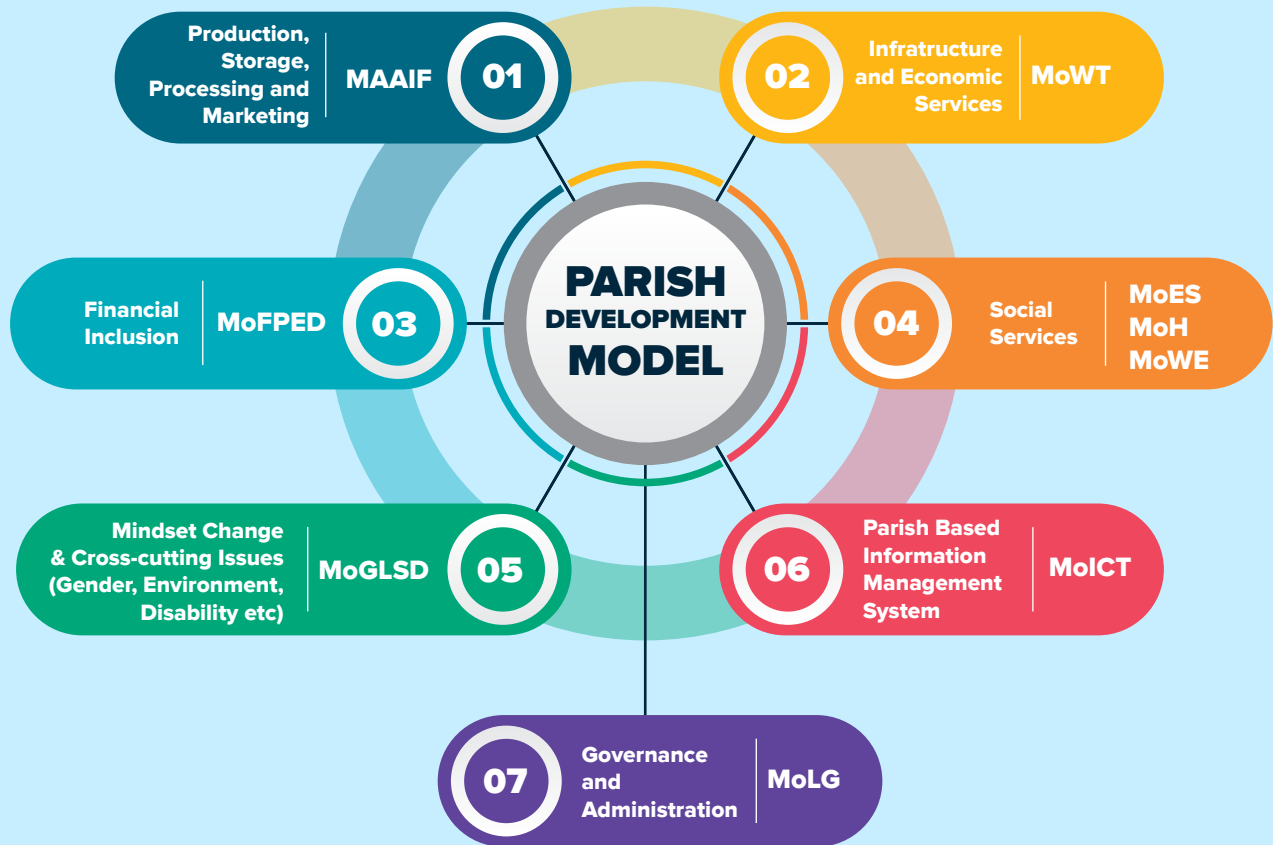 Production,
Storage,
Processing and
Marketing
MAAIF
01
02
Infratructure
and Economic
Services
MoWT
PARISH
DEVELOPMENT
MODEL
Financial
Inclusion
MoFPED
03
04
Social
Services
MoES
MoH
MoWE
Mindset Change
& Cross-cutting Issues
(Gender, Environment,
Disability etc)
MoGLSD
05
06
Parish Based
Information
Management
System
MoICT
07
Governance
and
Administration
MoLG